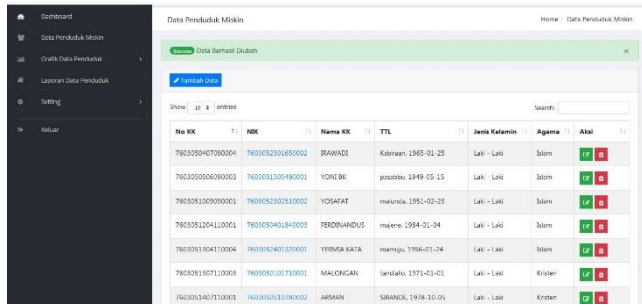 Dashboard
Data Penduduk Miskin
Grafik Data Penduduk
Laporan Data Penduduk
Setting
Keluar
Data Penduduk Miskin
Home / Data Penduduk Miskin
Success Data Berhasil Diubah ×
Tambah Data
Show 10 entries Search:
No KK NIK Nama KK TTL Jenis Kelamin Agama Aksi
7603050407090004 7603052501650002 IRAWADI Kabiraan, 1965-01-25 Laki - Laki Islam
7603050506090003 7603051505490001 YONI BK 1949-05-15 Laki - Laki Islam
7603051009090001 7603052302510002 YOSAFAT malunda, 1951-02-23 Laki - Laki Islam
7603051204110001 7603050401840003 FERDINANDUS majene, 1984-01-04 Laki - Laki Islam
7603051304110004 7603052401320001 YERMIA KATA mamuju, 1956-01-24 Laki - Laki Islam
7603051307110003 7603050101710001 MALONGAN 1971-01-01 Laki - Laki Kristen
7603051407110001 7603050510780002 ARMAN SIRANDE, 1978-10-05 Laki - Laki Kristen